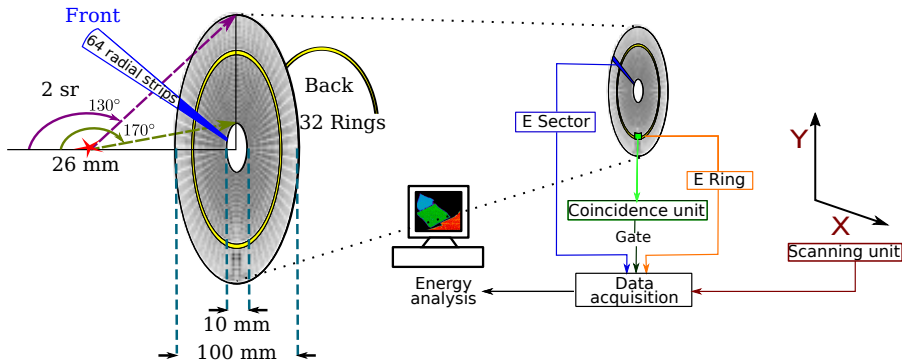 Front
64 radial strips
2 sr
130°
170°
26 mm
Back
32 Rings
10 mm
100 mm
E Sector
E Ring
Coincidence unit
Gate
Data
acquisition
Energy
analysis
Y
X
Scanning unit